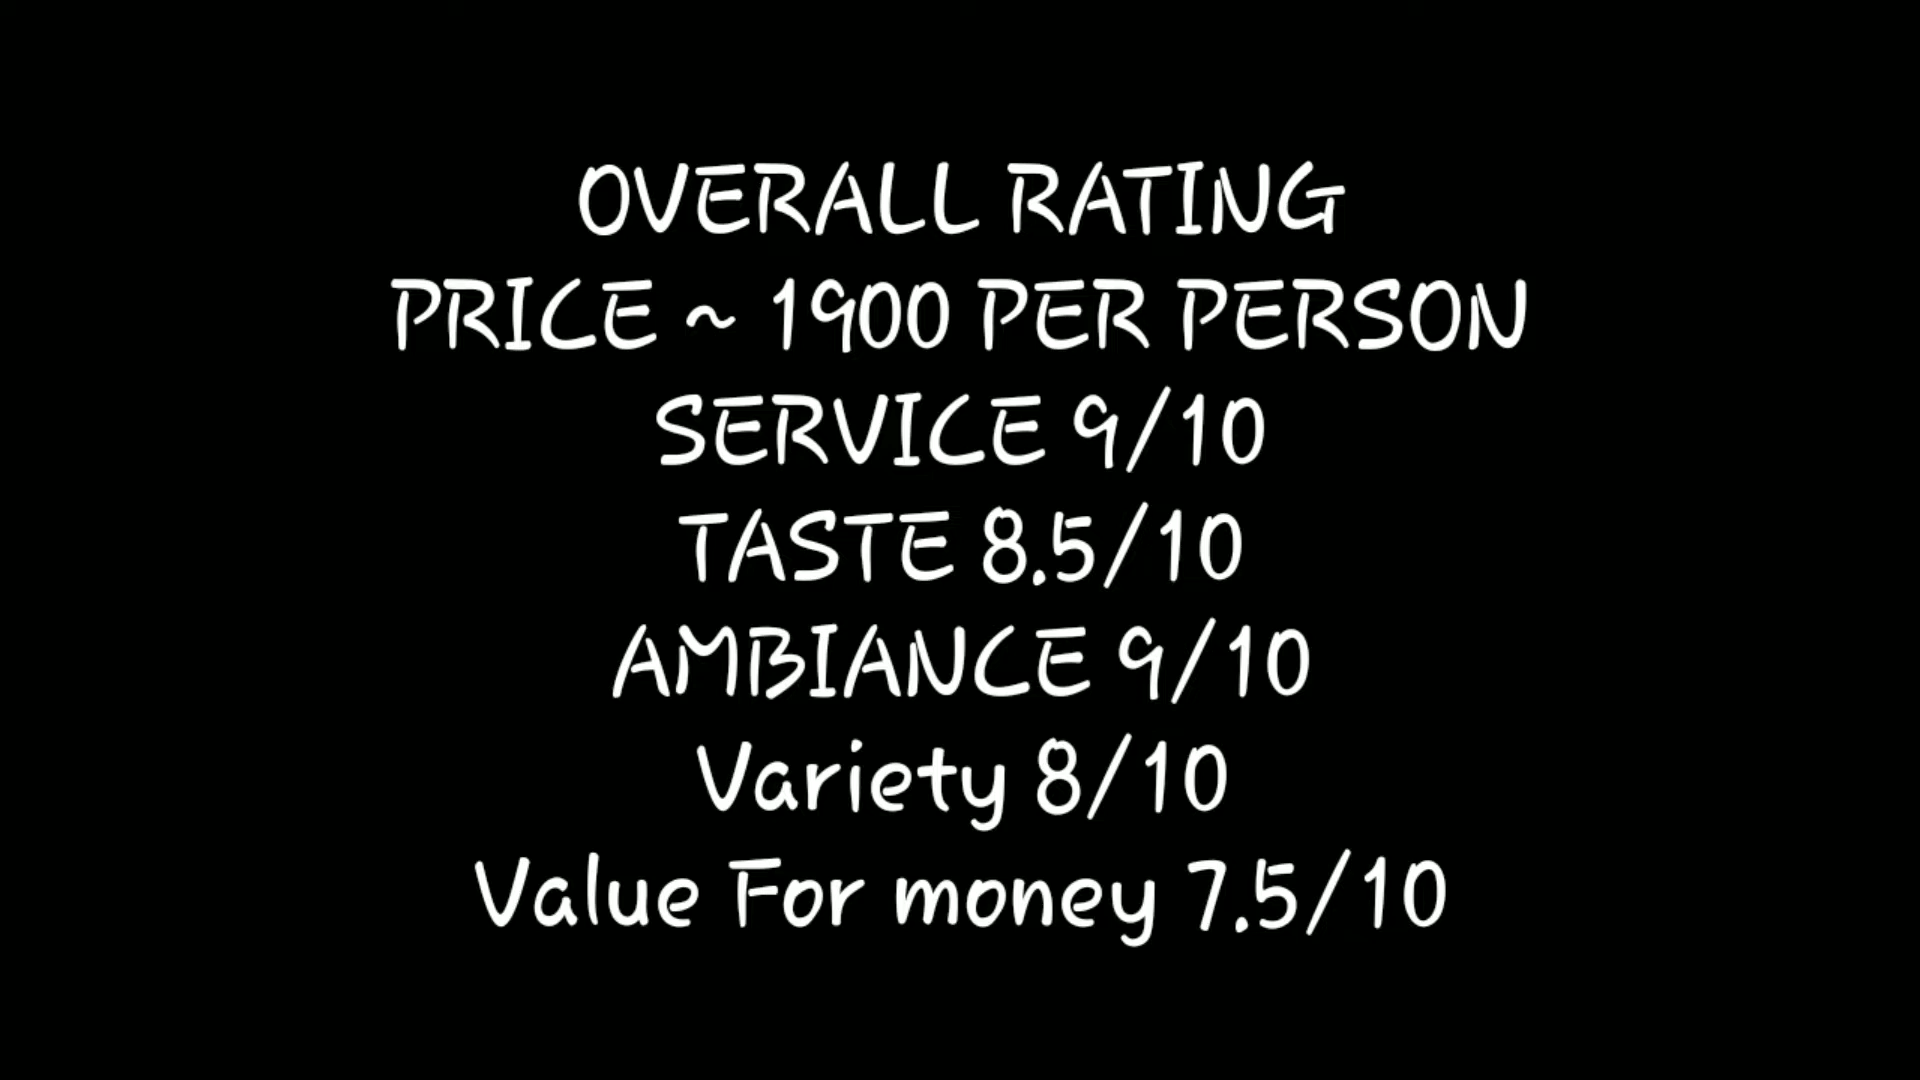 OVERALL RATING
PRICE ~ 1900 PER PERSON
SERVICE 9/10
TASTE 8.5/10
AMBIANCE 9/10
Variety 8/10
Value For money 7.5/10